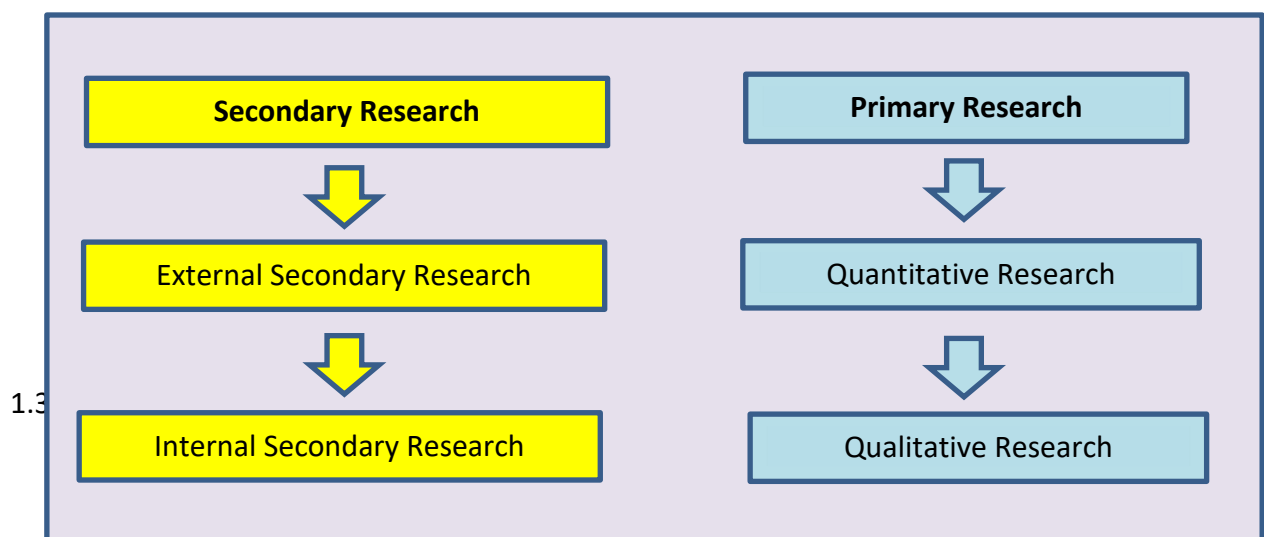 Secondary Research
Primary Research
External Secondary Research
Quantitative Research
1.3
Internal Secondary Research
Qualitative Research